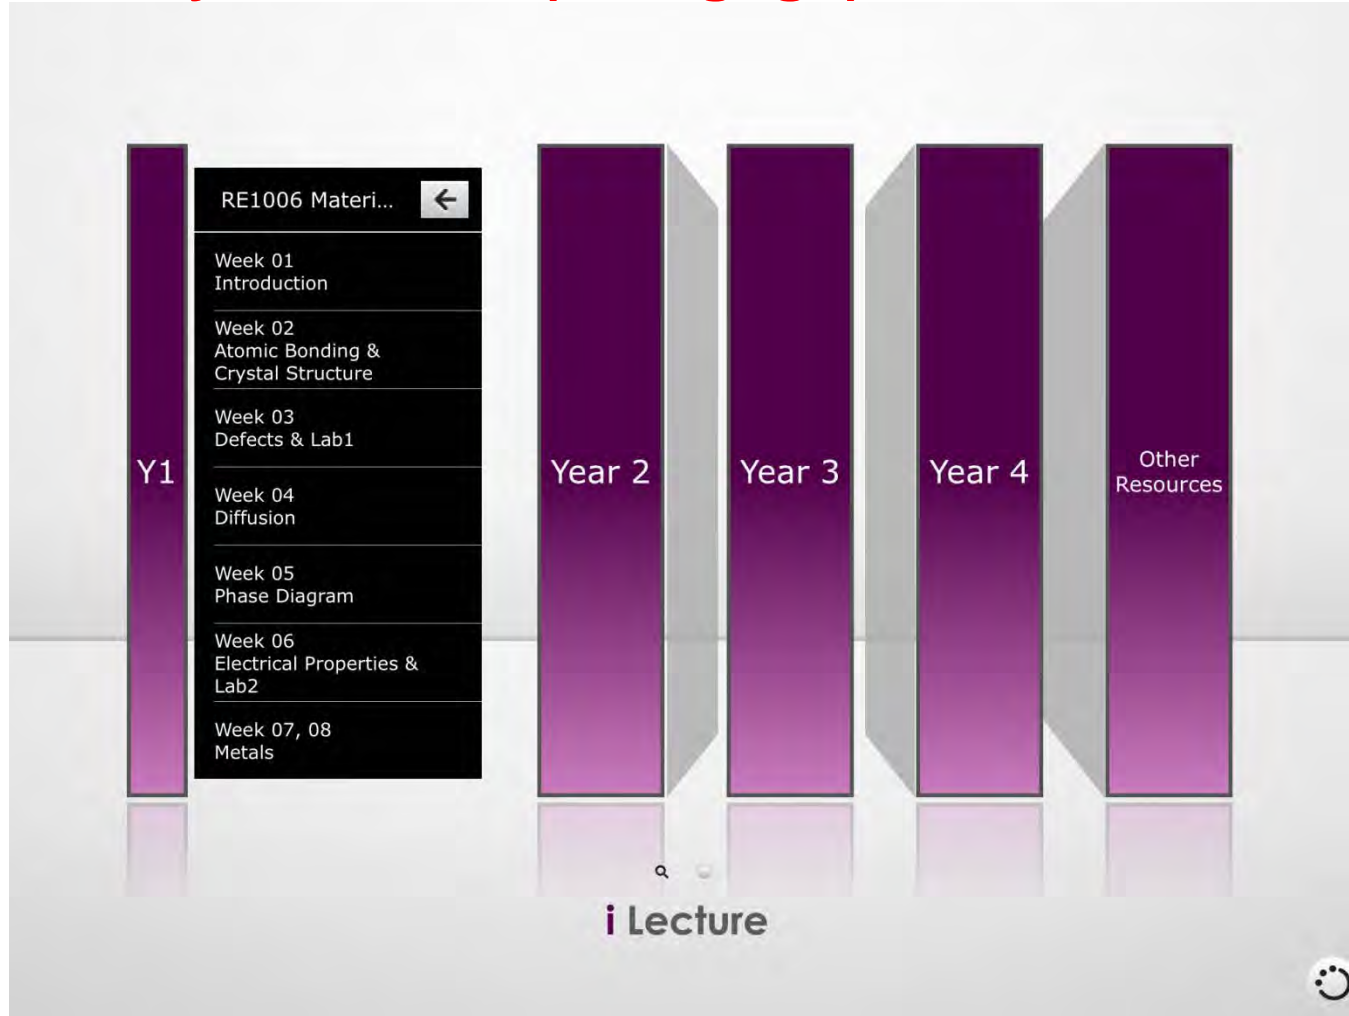 Y1
RE1006 Materi...
Week 01
Introduction
Week 02
Atomic Bonding &
Crystal Structure
Week 03
Defects & Lab1
Week 04
Diffusion
Week 05
Phase Diagram
Week 06
Electrical Properties &
Lab2
Week 07, 08
Metals
Year 2
Year 3
Year 4
Other
Resources
i Lecture